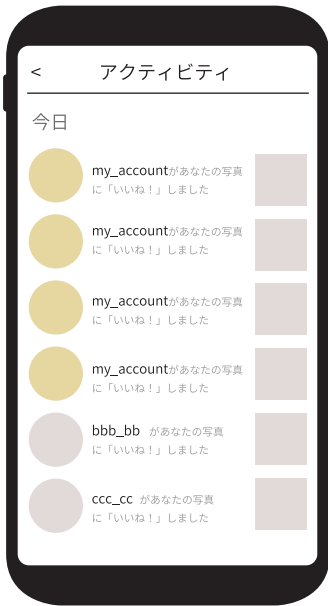 < アクティビティ
今日
my_accountがあなたの写真
に「いいね！」しました
my_accountがあなたの写真
に「いいね！」しました
my_accountがあなたの写真
に「いいね！」しました
my_accountがあなたの写真
に「いいね！」しました
bbb_bb があなたの写真
に「いいね！」しました
ccc_cc があなたの写真
に「いいね！」しました